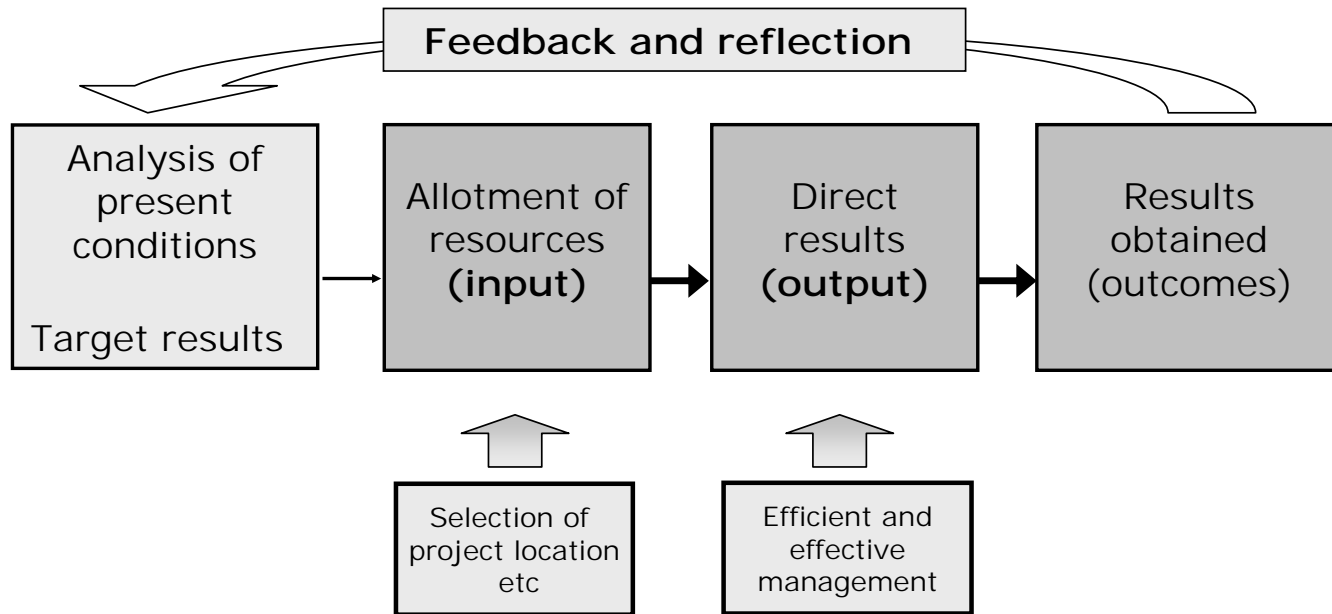 Feedback and reflection
Analysis of
present
conditions
Target results
Allotment of
resources
(input)
Direct
results
(output)
Results
obtained
(outcomes)
Selection of
project location
etc
Efficient and
effective
management